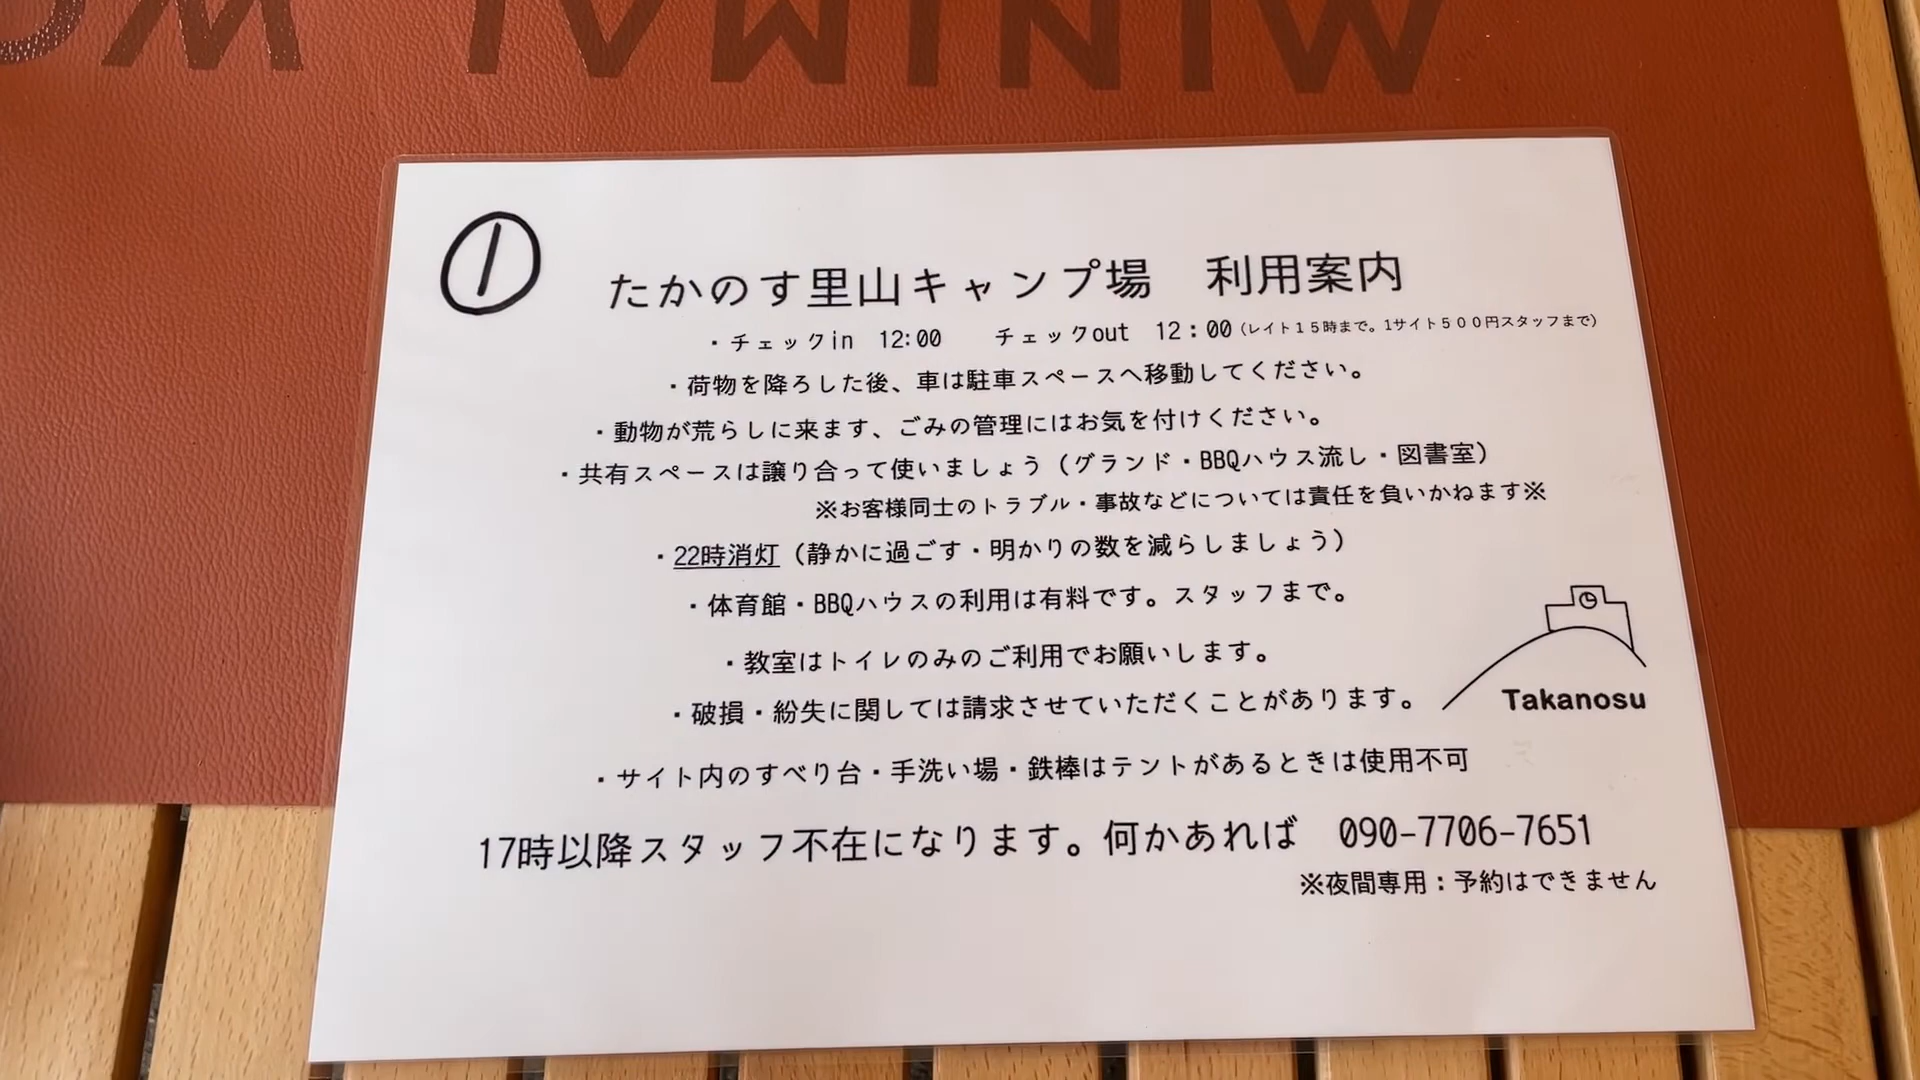 MINIMAL WO
①
たかのす里山キャンプ場　利用案内
・チェックin　12:00　　チェックout　12：00（レイト１５時まで。1サイト５００円スタッフまで）
・荷物を降ろした後、車は駐車スペースへ移動してください。
・動物が荒らしに来ます、ごみの管理にはお気を付けください。
・共有スペースは譲り合って使いましょう（グランド・BBQハウス流し・図書室）
※お客様同士のトラブル・事故などについては責任を負いかねます※
・22時消灯（静かに過ごす・明かりの数を減らしましょう）
・体育館・BBQハウスの利用は有料です。スタッフまで。
・教室はトイレのみのご利用でお願いします。
・破損・紛失に関しては請求させていただくことがあります。
Takanosu
・サイト内のすべり台・手洗い場・鉄棒はテントがあるときは使用不可
17時以降スタッフ不在になります。何かあれば　090-7706-7651
※夜間専用：予約はできません